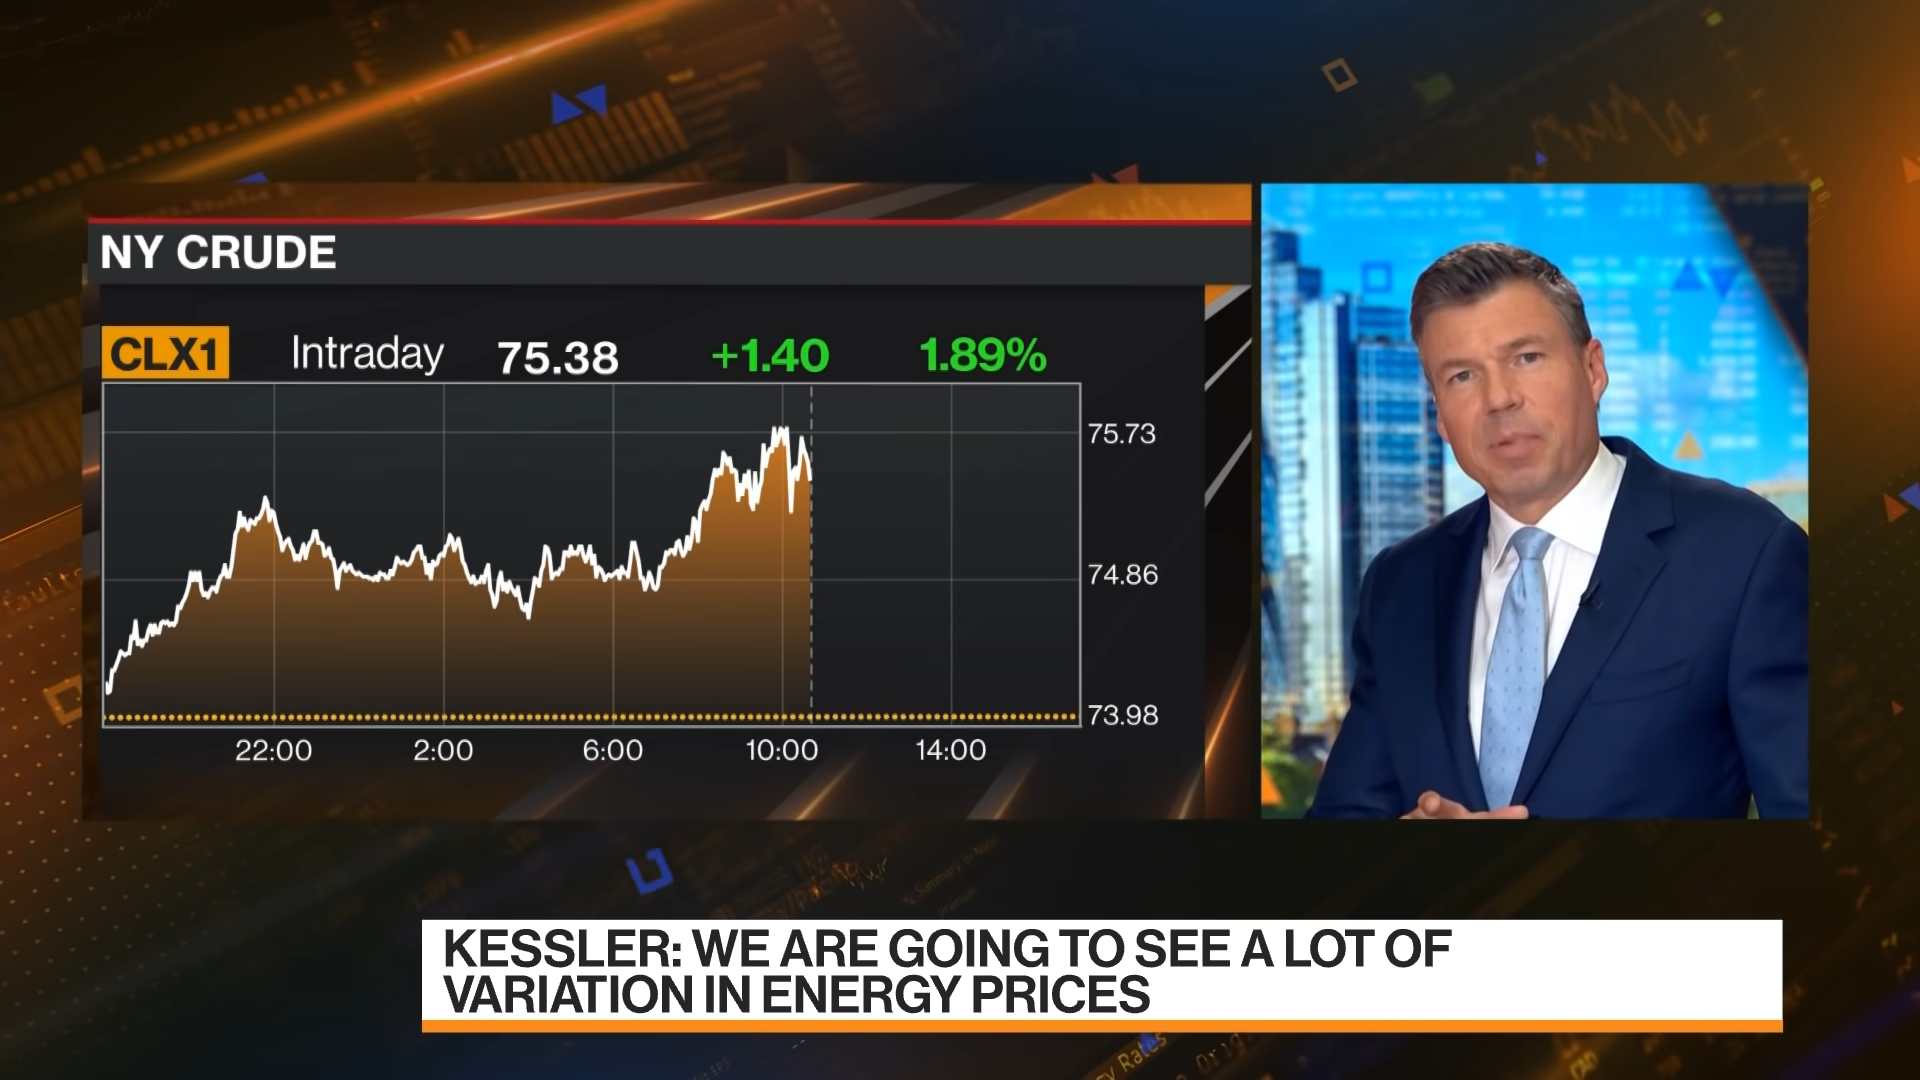 NY CRUDE
CLX1 Intraday 75.38 +1.40 1.89%
75.73
74.86
73.98
22:00 2:00 6:00 10:00 14:00
KESSLER: WE ARE GOING TO SEE A LOT OF
VARIATION IN ENERGY PRICES